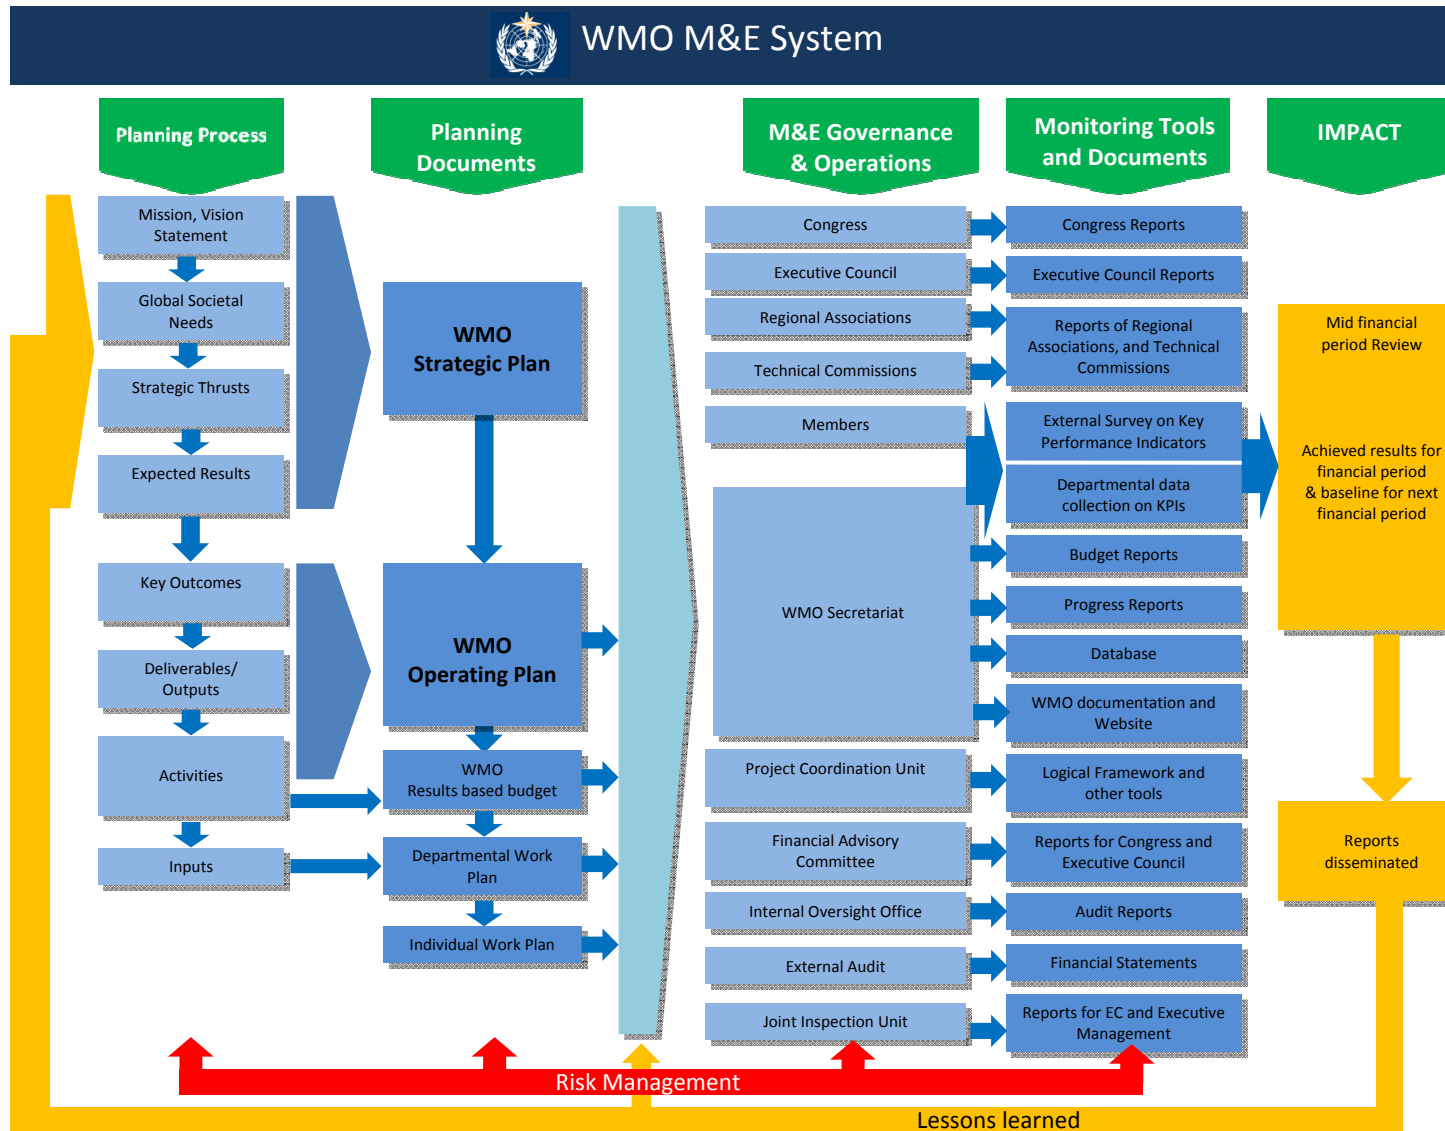 WMO M&E System
Planning Process
Planning
Documents
M&E Governance
& Operations
Monitoring Tools
and Documents
IMPACT
Mission, Vision
Statement
Global Societal
Needs
Strategic Thrusts
Expected Results
Key Outcomes
Deliverables/
Outputs
Activities
Inputs
WMO
Strategic Plan
WMO
Operating Plan
WMO
Results based budget
Departmental Work
Plan
Individual Work Plan
Congress
Executive Council
Regional Associations
Technical Commissions
Members
WMO Secretariat
Project Coordination Unit
Financial Advisory
Committee
Internal Oversight Office
External Audit
Joint Inspection Unit
Congress Reports
Executive Council Reports
Reports of Regional
Associations, and Technical
Commissions
External Survey on Key
Performance Indicators
Departmental data
collection on KPIs
Budget Reports
Progress Reports
Database
WMO documentation and
Website
Logical Framework and
other tools
Reports for Congress and
Executive Council
Audit Reports
Financial Statements
Reports for EC and Executive
Management
Mid financial
period Review
Achieved results for
financial period
& baseline for next
financial period
Reports
disseminated
Risk Management
Lessons learned